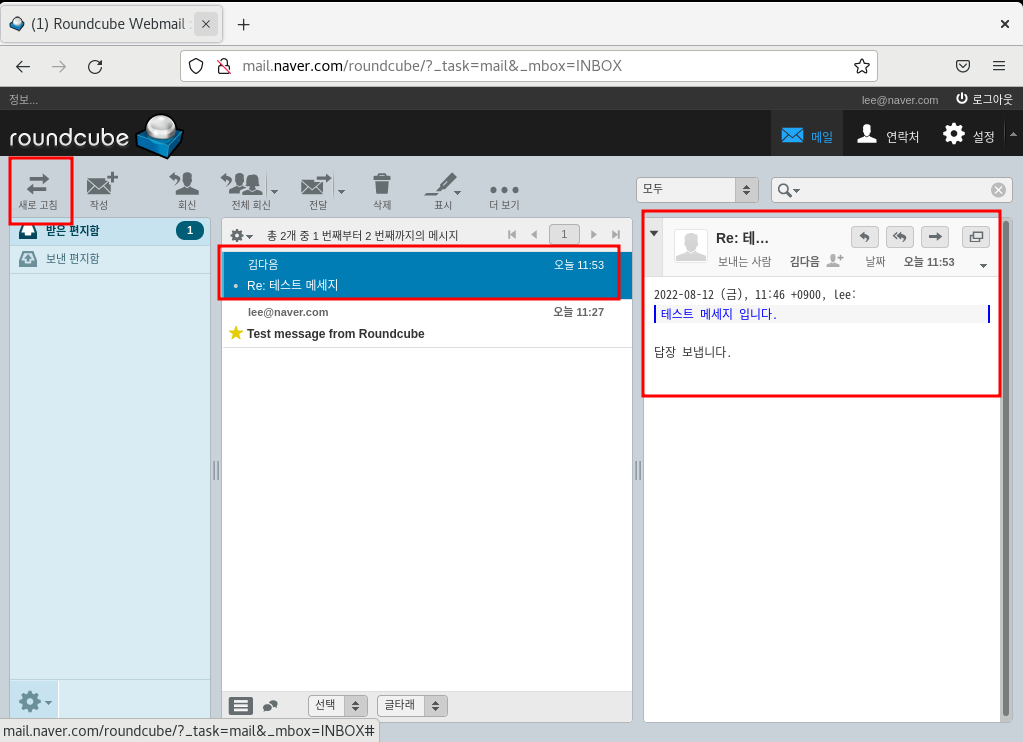 (1) Roundcube Webmail :
mail.naver.com/roundcube/?_task=mail&_mbox=INBOX
정보...
lee@naver.com
로그아웃
roundcube
메일
연락처
설정
새로 고침
작성
회신
전체 회신
전달
삭제
표시
더 보기
모두
받은 편지함
1
보낸 편지함
총 2개 중 1 번째부터 2 번째까지의 메시지
1
김다음
오늘 11:53
Re: 테스트 메세지
lee@naver.com
오늘 11:27
Test message from Roundcube
선택
글타래
Re: 테...
보내는 사람 김다음 날짜 오늘 11:53
2022-08-12 (금), 11:46 +0900, lee:
테스트 메세지 입니다.
답장 보냅니다.
mail.naver.com/roundcube/?_task=mail&_mbox=INBOX#